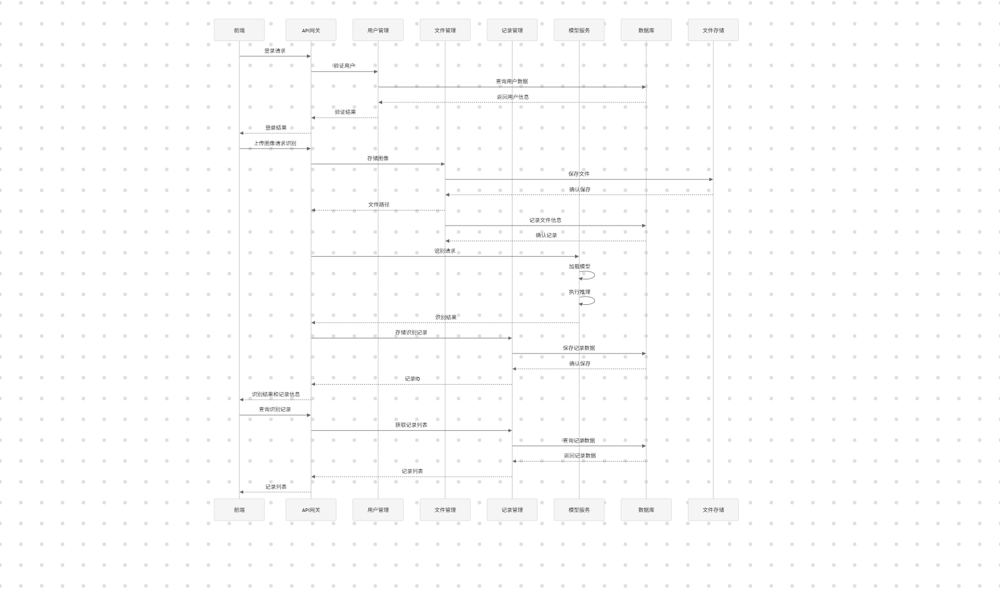 前端
API网关
用户管理
文件管理
记录管理
模型服务
数据库
文件存储
登录请求
验证用户
查询用户数据
返回用户信息
验证结果
登录结果
上传图像请求识别
存储图像
保存文件
确认保存
文件路径
记录文件信息
确认记录
识别请求
加载模型
执行推理
识别结果
存储识别记录
保存记录数据
确认保存
记录ID
识别结果和记录信息
查询识别记录
获取记录列表
查询记录数据
返回记录数据
记录列表
记录列表
前端
API网关
用户管理
文件管理
记录管理
模型服务
数据库
文件存储